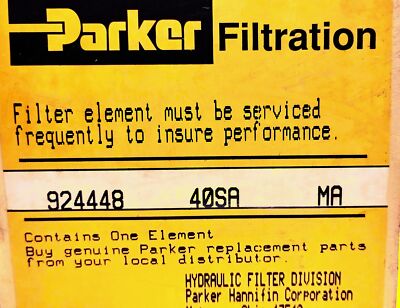 Parker Filtration
Filter element must be serviced
frequently to insure performance.
924448 40SA MA
Contains One Element
Buy genuine Parker replacement parts
from your local distributor.
HYDRAULIC FILTER DIVISION
Parker Hannifin Corporation